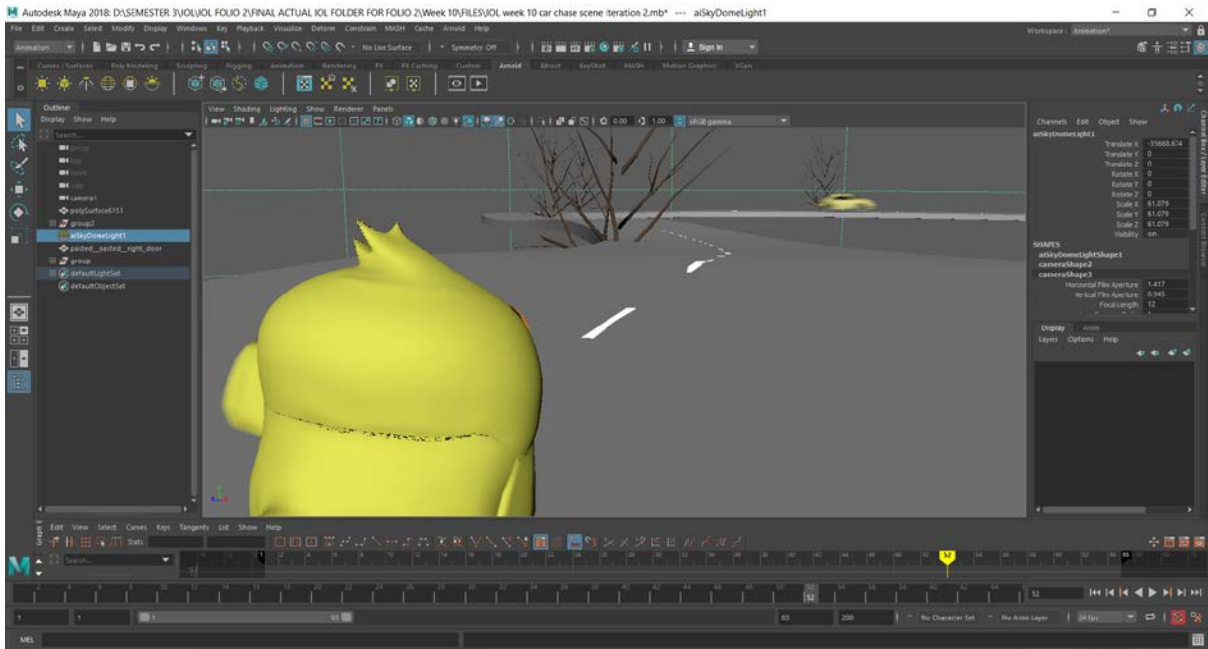 Autodesk Maya 2018: D:\SEMESTER 3\IOL\IOL FOLIO 2\FINAL ACTUAL IOL FOLDER FOR FOLIO 2\Week 10\FILES\IOL week 10 car chase scene iteration 2.mb* --- aiSkyDomeLight1
File Edit Create Select Modify Display Windows Key Playback Visualize Deform Constrain MASH Cache Arnold Help
Workspace: Animation*
Animation
No Live Surface
Symmetry: Off
Sign In
Curves / Surfaces Poly Modeling Sculpting Rigging Animation Rendering FX FX Caching Custom Arnold Bifrost KeyShot MASH Motion Graphics XGen
Outliner
Display Show Help
Search...
persp
top
front
side
camera1
polySurface6151
group2
aiSkyDomeLight1
pasted__pasted__right_door
group
defaultLightSet
defaultObjectSet
View Shading Lighting Show Renderer Panels
0.00 1.00 sRGB gamma
Channels Edit Object Show
aiSkyDomeLight1
Translate X -35668.674
Translate Y 0
Translate Z 0
Rotate X 0
Rotate Y 0
Rotate Z 0
Scale X 61.079
Scale Y 61.079
Scale Z 61.079
Visibility on
SHAPES
aiSkyDomeLightShape1
cameraShape2
cameraShape3
Horizontal Film Aperture 1.417
Vertical Film Aperture 0.945
Focal Length 12
Channel Box / Layer Editor
Display Anim
Layers Options Help
Edit View Select Curves Keys Tangents List Show Help
Stats
Search...
52
52
52
1 1 1 65 65 200 No Character Set No Anim Layer 24 fps
MEL